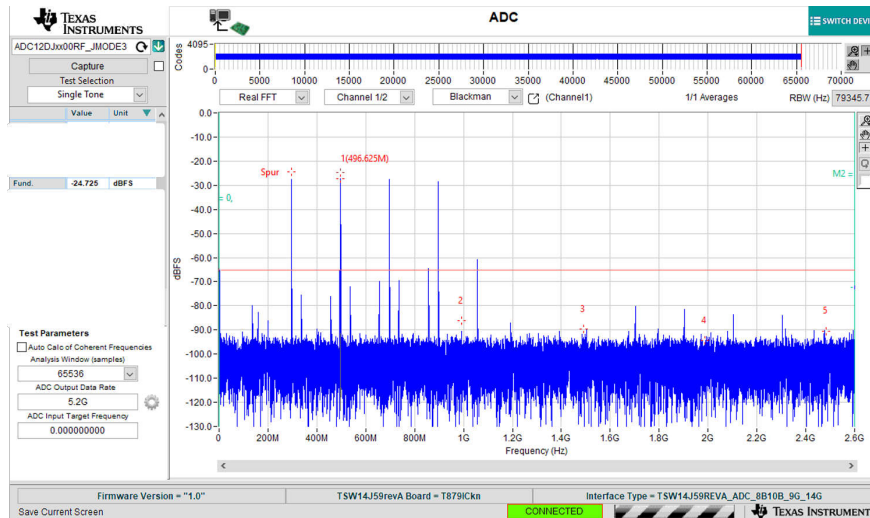 TEXAS INSTRUMENTS
ADC
SWITCH DEVI
ADC12DJxx00RF_JMODE3
Capture
Test Selection
Single Tone
Value Unit
Fund. -24.725 dBFS
Test Parameters
Auto Calc of Coherent Frequencies
Analysis Window (samples)
65536
ADC Output Data Rate
5.2G
ADC Input Target Frequency
0.000000000
Codes
4095-
0-
0 5000 10000 15000 20000 25000 30000 35000 40000 45000 50000 55000 60000 65000 70000
Real FFT Channel 1/2 Blackman (Channel1) 1/1 Averages RBW (Hz) 79345.7
dBFS
0.0-
-10.0-
-20.0-
-30.0-
-40.0-
-50.0-
-60.0-
-70.0-
-80.0-
-90.0-
-100.0-
-110.0-
-120.0-
-130.0-
Spur
1(496.625M)
M2 =
= 0,
2
3
4
5
0 200M 400M 600M 800M 1G 1.2G 1.4G 1.6G 1.8G 2G 2.2G 2.4G 2.6G
Frequency (Hz)
Firmware Version = "1.0" TSW14J59revA Board = T879ICkn Interface Type = TSW14J59REVA_ADC_8B10B_9G_14G
Save Current Screen CONNECTED TEXAS INSTRUMENT